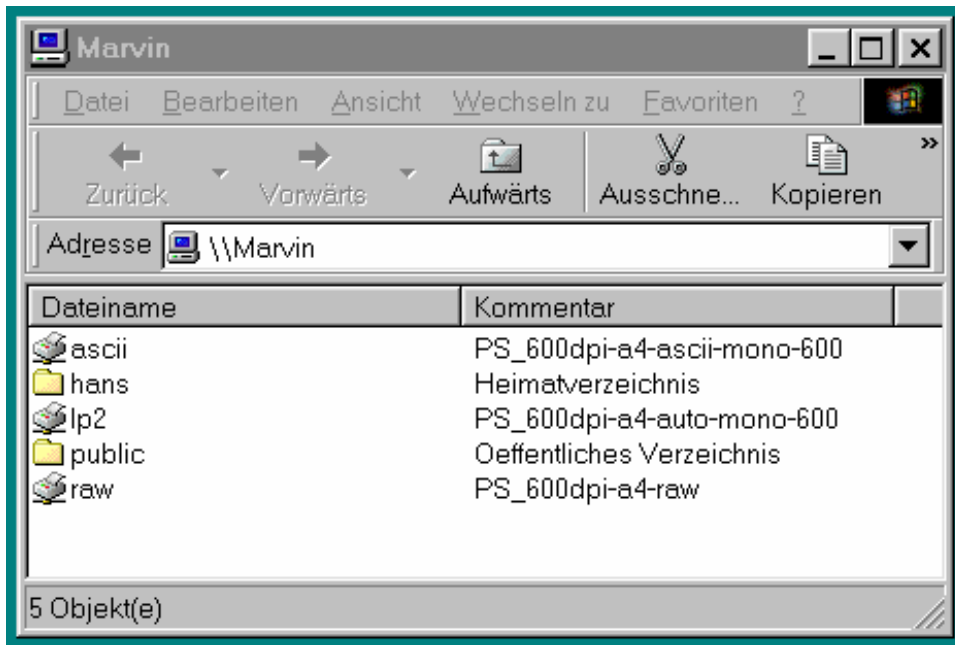 Marvin
Datei Bearbeiten Ansicht Wechseln zu Favoriten ?
Zurück Vorwärts Aufwärts Ausschne... Kopieren »
Adresse \\Marvin
Dateiname Kommentar
ascii PS_600dpi-a4-ascii-mono-600
hans Heimatverzeichnis
lp2 PS_600dpi-a4-auto-mono-600
public Oeffentliches Verzeichnis
raw PS_600dpi-a4-raw
5 Objekt(e)